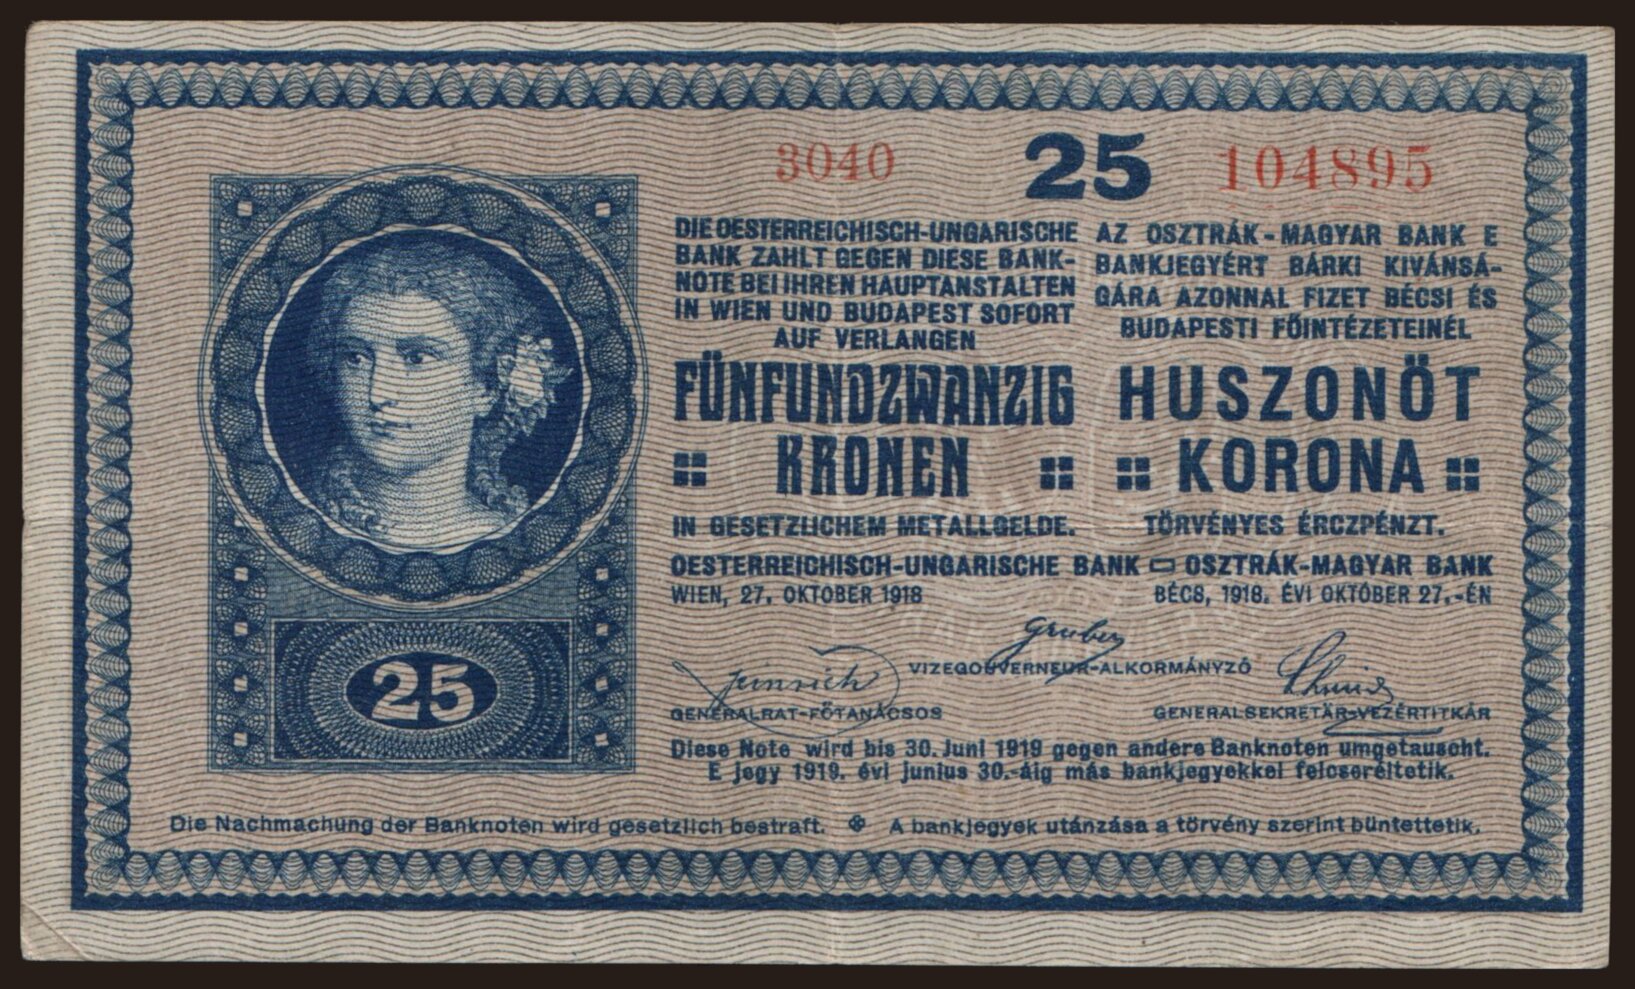 3040 25 104895
DIE OESTERREICHISCH-UNGARISCHE
BANK ZAHLT GEGEN DIESE BANK-
NOTE BEI IHREN HAUPTANSTALTEN
IN WIEN UND BUDAPEST SOFORT
AUF VERLANGEN
FÜNFUNDZWANZIG
KRONEN
IN GESETZLICHEM METALLGELDE.
AZ OSZTRÁK-MAGYAR BANK E
BANKJEGYÉRT BÁRKI KIVÁNSÁ-
GÁRA AZONNAL FIZET BÉCSI ÉS
BUDAPESTI FŐINTÉZETEINÉL
HUSZONÖT
KORONA
TÖRVÉNYES ÉRCZPÉNZT.
OESTERREICHISCH-UNGARISCHE BANK OSZTRÁK-MAGYAR BANK
WIEN, 27. OKTOBER 1918 BÉCS, 1918. ÉVI OKTÓBER 27.-ÉN
Gruber
VIZEGOUVERNEUR-ALKORMÁNYZÓ
GENERALRAT-FŐTANÁCSOS GENERALSEKRETÄR-VEZÉRTITKÁR
25
Diese Note wird bis 30. Juni 1919 gegen andere Banknoten umgetauscht.
E jegy 1919. évi junius 30.-áig más bankjegyekkel felcseréltetik.
Die Nachmachung der Banknoten wird gesetzlich bestraft. A bankjegyek utánzása a törvény szerint büntettetik.